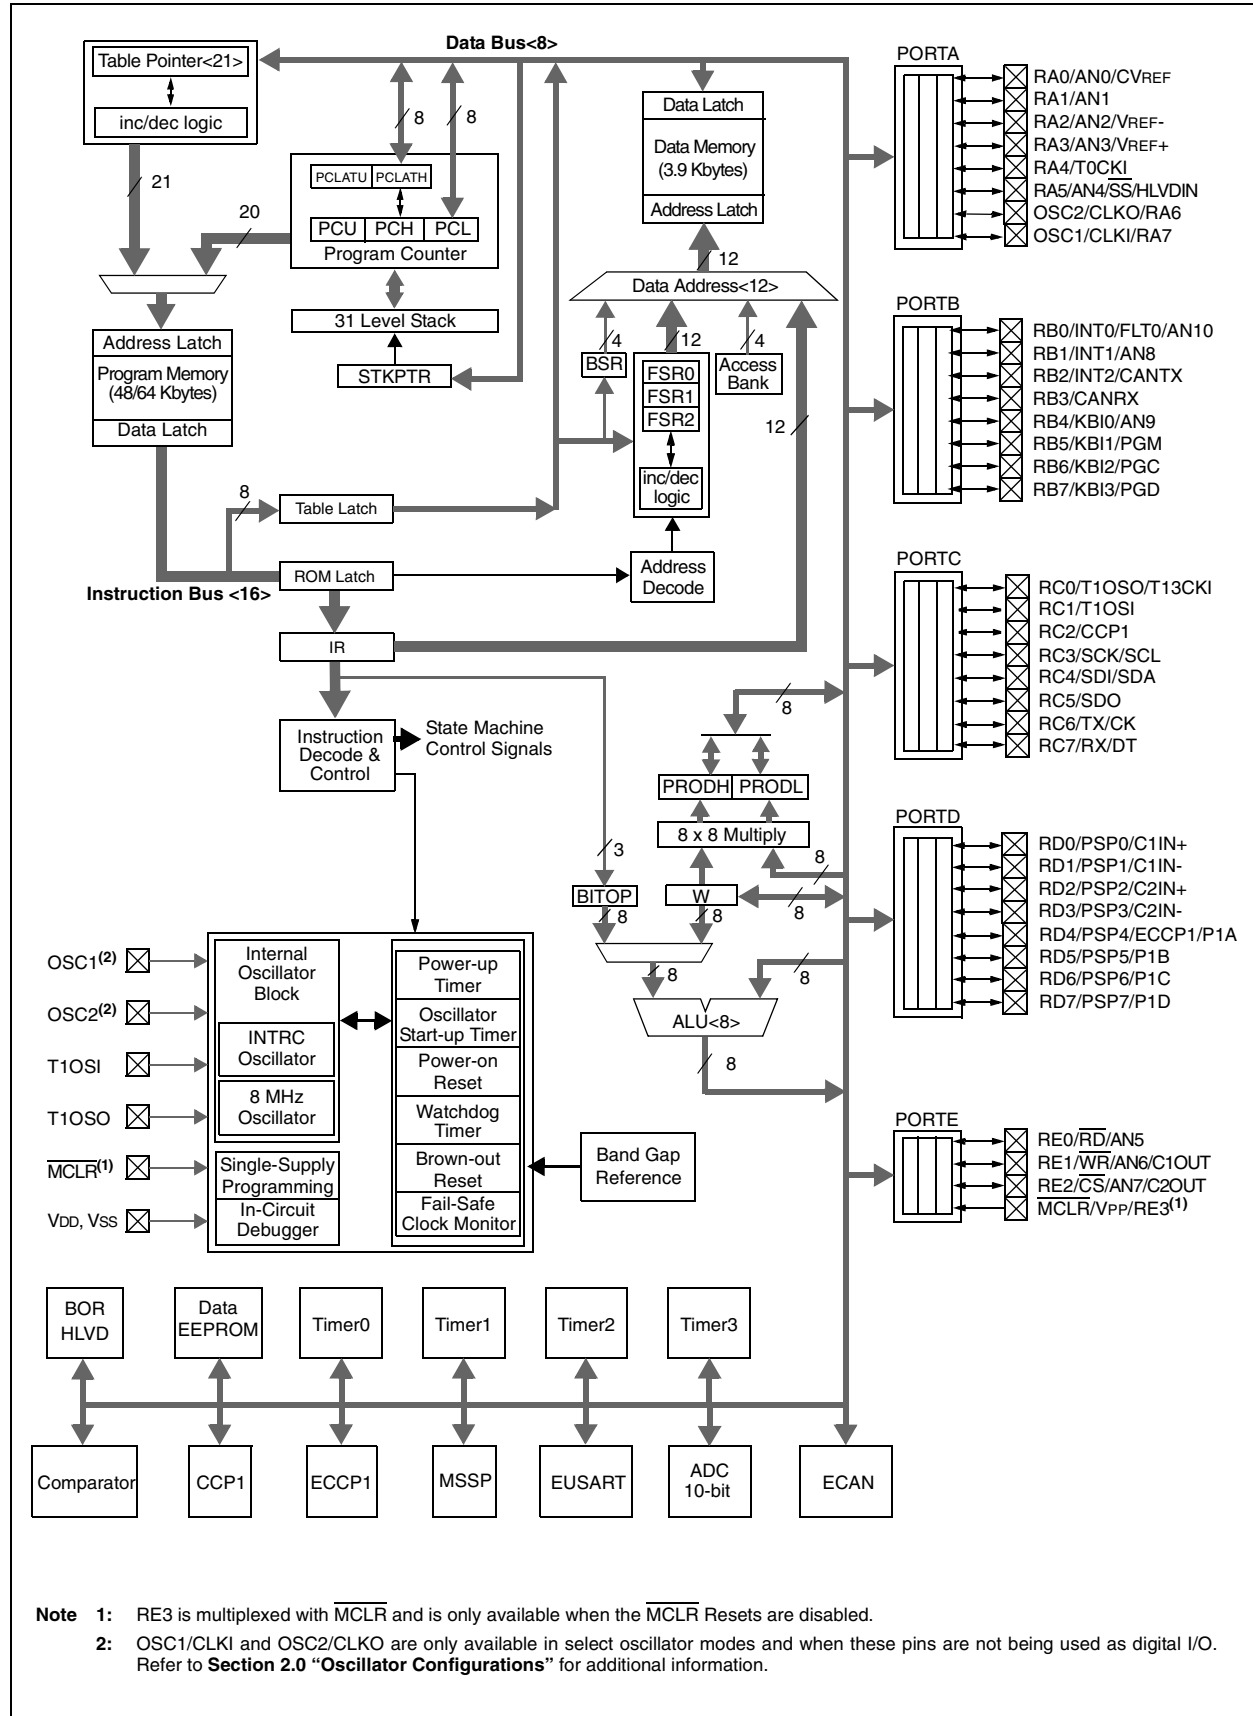 Data Bus<8>
Table Pointer<21>
inc/dec logic
21
20
8
8
PCLATU PCLATH
PCU PCH PCL
Program Counter
31 Level Stack
STKPTR
Address Latch
Program Memory
(48/64 Kbytes)
Data Latch
8
Table Latch
Instruction Bus <16>
ROM Latch
IR
Data Latch
Data Memory
(3.9 Kbytes)
Address Latch
12
Data Address<12>
4
12
4
BSR
FSR0
FSR1
FSR2
inc/dec
logic
Access
Bank
12
Address
Decode
Instruction
Decode &
Control
State Machine
Control Signals
8
PRODH PRODL
8 x 8 Multiply
3
8
BITOP
W
8
8
8
8
8
ALU<8>
8
OSC1(2)
OSC2(2)
T1OSI
T1OSO
MCLR(1)
VDD, VSS
Internal
Oscillator
Block
INTRC
Oscillator
8 MHz
Oscillator
Single-Supply
Programming
In-Circuit
Debugger
Power-up
Timer
Oscillator
Start-up Timer
Power-on
Reset
Watchdog
Timer
Brown-out
Reset
Fail-Safe
Clock Monitor
Band Gap
Reference
PORTA
RA0/AN0/CVREF
RA1/AN1
RA2/AN2/VREF-
RA3/AN3/VREF+
RA4/T0CKI
RA5/AN4/SS/HLVDIN
OSC2/CLKO/RA6
OSC1/CLKI/RA7
PORTB
RB0/INT0/FLT0/AN10
RB1/INT1/AN8
RB2/INT2/CANTX
RB3/CANRX
RB4/KBI0/AN9
RB5/KBI1/PGM
RB6/KBI2/PGC
RB7/KBI3/PGD
PORTC
RC0/T1OSO/T13CKI
RC1/T1OSI
RC2/CCP1
RC3/SCK/SCL
RC4/SDI/SDA
RC5/SDO
RC6/TX/CK
RC7/RX/DT
PORTD
RD0/PSP0/C1IN+
RD1/PSP1/C1IN-
RD2/PSP2/C2IN+
RD3/PSP3/C2IN-
RD4/PSP4/ECCP1/P1A
RD5/PSP5/P1B
RD6/PSP6/P1C
RD7/PSP7/P1D
PORTE
RE0/RD/AN5
RE1/WR/AN6/C1OUT
RE2/CS/AN7/C2OUT
MCLR/VPP/RE3(1)
BOR
HLVD
Data
EEPROM
Timer0
Timer1
Timer2
Timer3
Comparator
CCP1
ECCP1
MSSP
EUSART
ADC
10-bit
ECAN
Note 1: RE3 is multiplexed with MCLR and is only available when the MCLR Resets are disabled.
2: OSC1/CLKI and OSC2/CLKO are only available in select oscillator modes and when these pins are not being used as digital I/O.
Refer to Section 2.0 “Oscillator Configurations” for additional information.